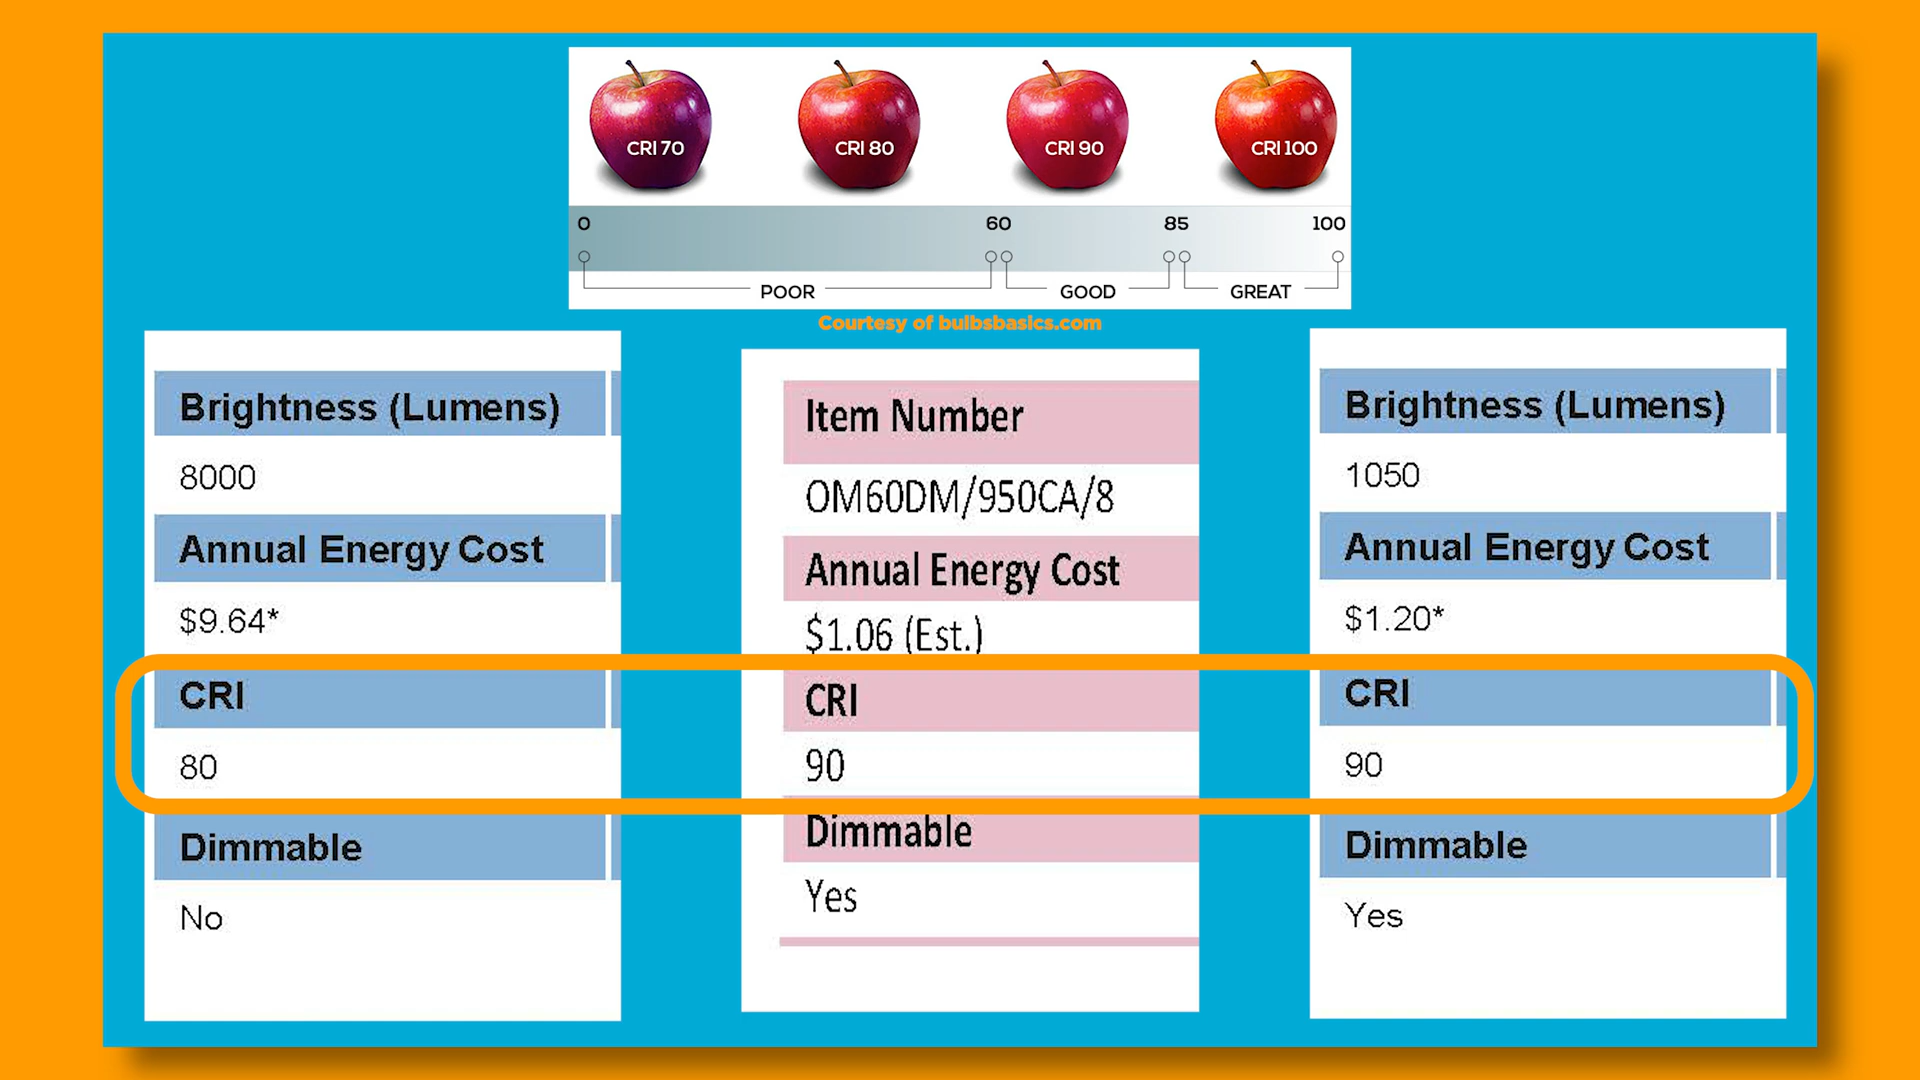 CRI 70
CRI 80
CRI 90
CRI 100
0
60
85
100
POOR
GOOD
GREAT
Courtesy of bulbsbasics.com
Brightness (Lumens)
8000
Annual Energy Cost
$9.64*
CRI
80
Dimmable
No
Item Number
OM60DM/950CA/8
Annual Energy Cost
$1.06 (Est.)
CRI
90
Dimmable
Yes
Brightness (Lumens)
1050
Annual Energy Cost
$1.20*
CRI
90
Dimmable
Yes